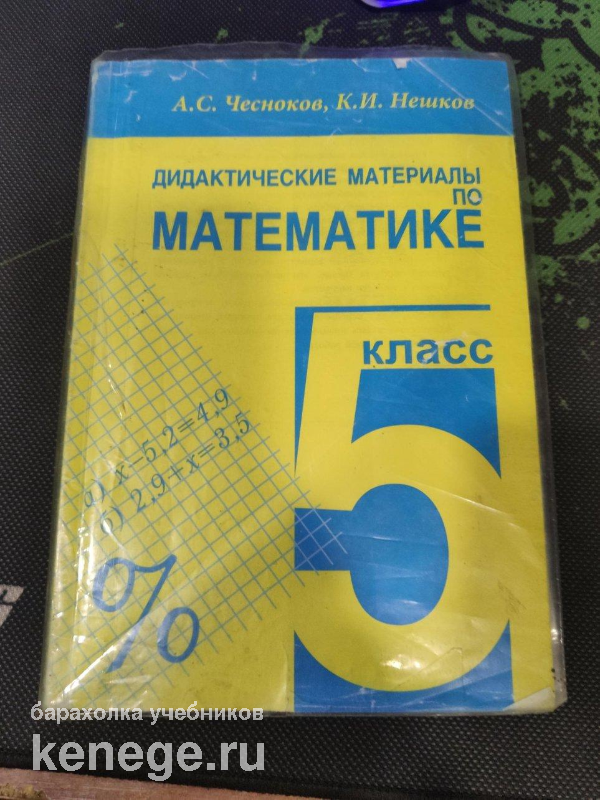 А.С. Чесноков, К.И. Нешков
ДИДАКТИЧЕСКИЕ МАТЕРИАЛЫ
ПО
МАТЕМАТИКЕ
класс
5
а) x=5,2=4,9
б) 2,9+x=3,5
%
барахолка учебников
kenege.ru